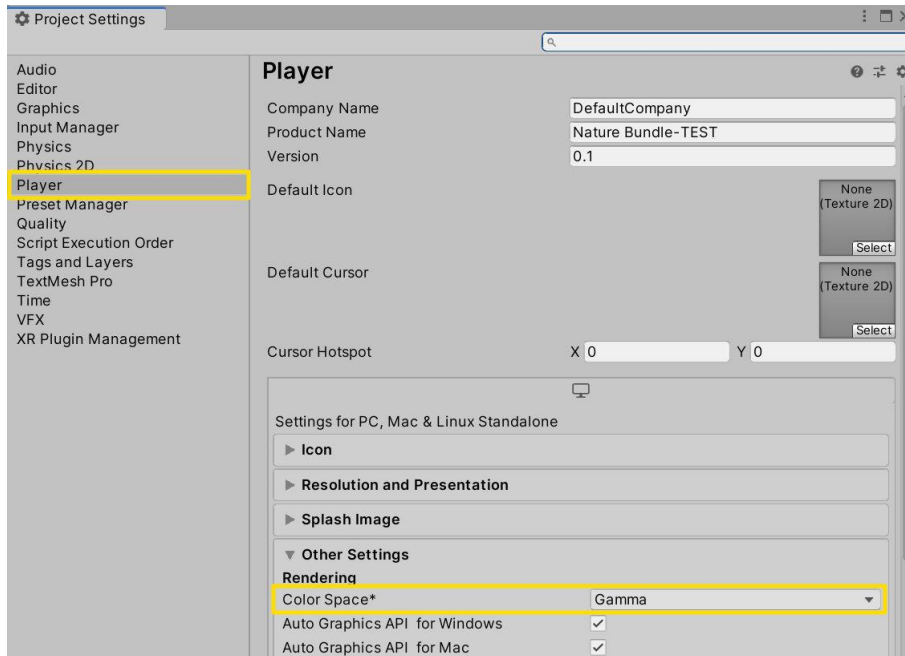 Project Settings
Audio
Editor
Graphics
Input Manager
Physics
Physics 2D
Player
Preset Manager
Quality
Script Execution Order
Tags and Layers
TextMesh Pro
Time
VFX
XR Plugin Management
Player
Company Name DefaultCompany
Product Name Nature Bundle-TEST
Version 0.1
Default Icon
None
(Texture 2D)
Select
Default Cursor
None
(Texture 2D)
Select
Cursor Hotspot X 0 Y 0
Settings for PC, Mac & Linux Standalone
Icon
Resolution and Presentation
Splash Image
Other Settings
Rendering
Color Space* Gamma
Auto Graphics API for Windows
Auto Graphics API for Mac